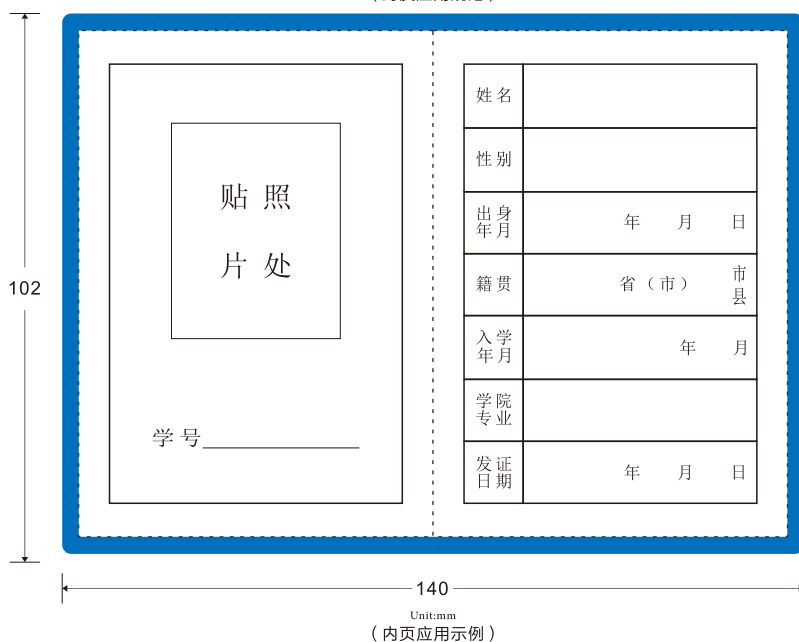 贴 照
片 处
学 号
姓 名
性 别
出 身
年 月
年 月 日
籍 贯
省（市） 市
县
入 学
年 月
年 月
学 院
专 业
发 证
日 期
年 月 日
102
140
Unit:mm
（内页应用示例）